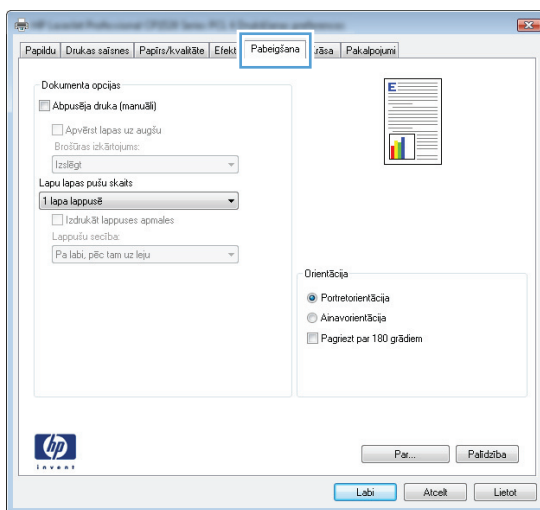 Papildu Drukas saīsnes Papīrs/kvalitāte Efekt Pabeigšana rāsa Pakalpojumi
Dokumenta opcijas
Abpusēja druka (manuāli)
Apvērst lapas uz augšu
Brošūras izkārtojums:
Izslēgt
Lapu lapas pušu skaits
1 lapa lappusē
Izdrukāt lappuses apmales
Lappušu secība:
Pa labi, pēc tam uz leju
E
Orientācija
Portretorientācija
Ainavorientācija
Pagriezt par 180 grādiem
hp
invent
Par... Palīdzība
Labi Atcelt Lietot